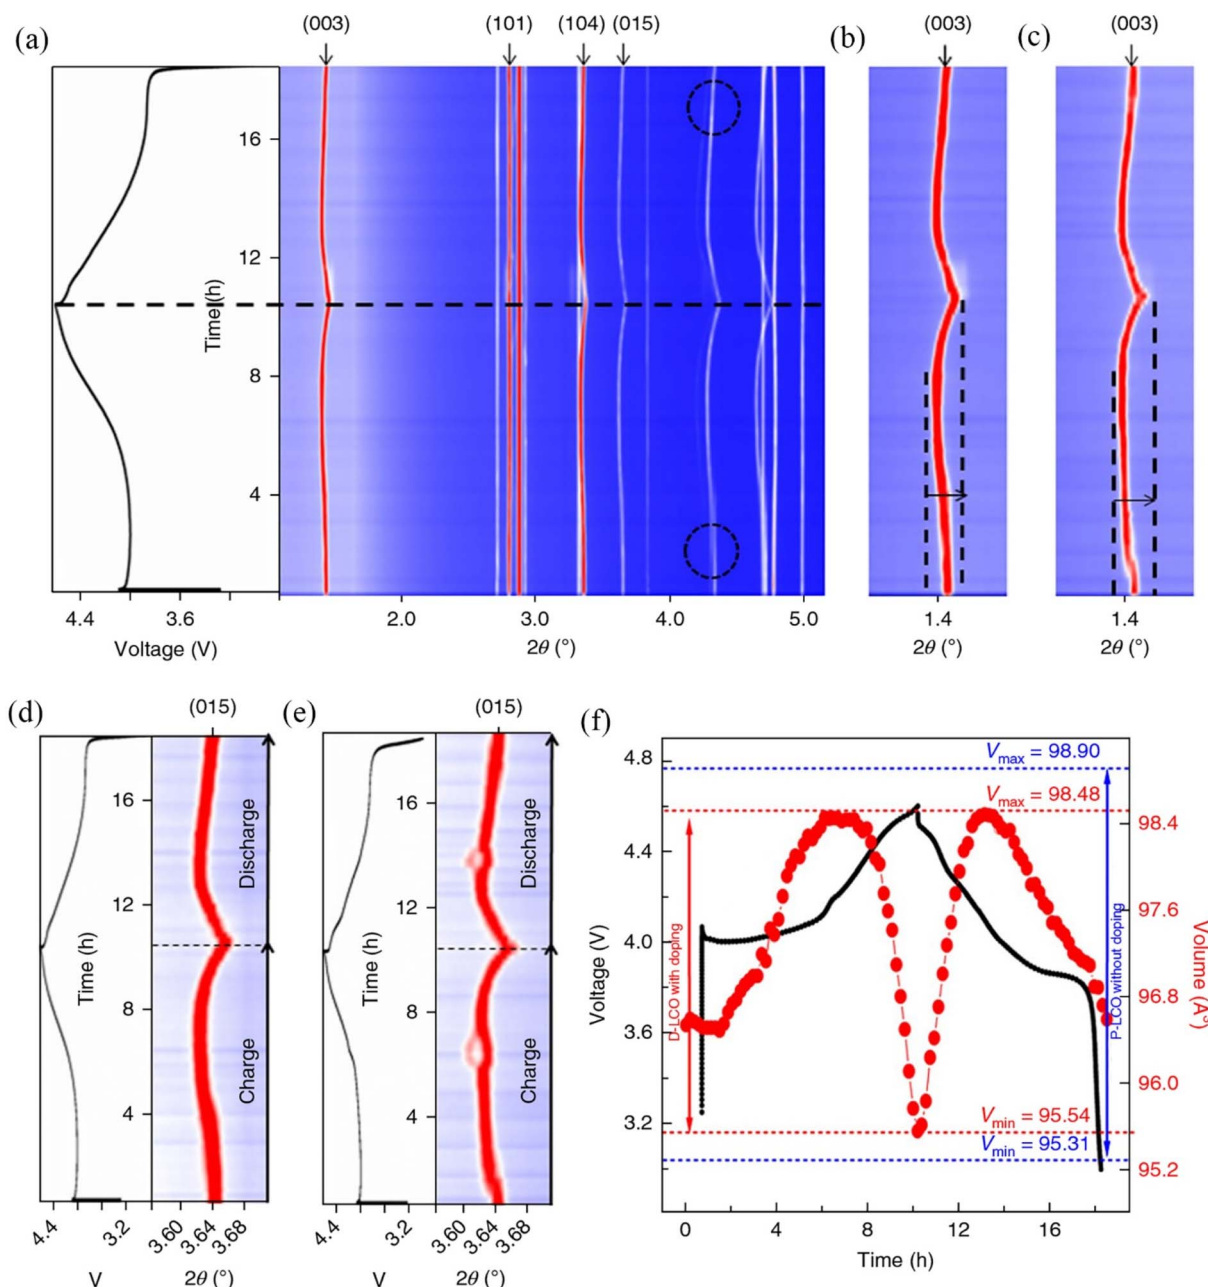 (a)
(003)
(101)
(104)
(015)
16
12
8
4
Time (h)
4.4
3.6
Voltage (V)
2.0
3.0
4.0
5.0
2θ (°)
(b)
(003)
1.4
2θ (°)
(c)
(003)
1.4
2θ (°)
(d)
(015)
16
12
8
4
Time (h)
Discharge
Charge
4.4
3.2
V
3.60
3.64
3.68
2θ (°)
(e)
(015)
16
12
8
4
Time (h)
Discharge
Charge
4.4
3.2
V
3.60
3.64
3.68
2θ (°)
(f)
Vmax = 98.90
Vmax = 98.48
Vmin = 95.54
Vmin = 95.31
4.8
4.4
4.0
3.6
3.2
Voltage (V)
D-LCO with doping
P-LCO without doping
98.4
97.6
96.8
96.0
95.2
Volume (A³)
0
4
8
12
16
Time (h)